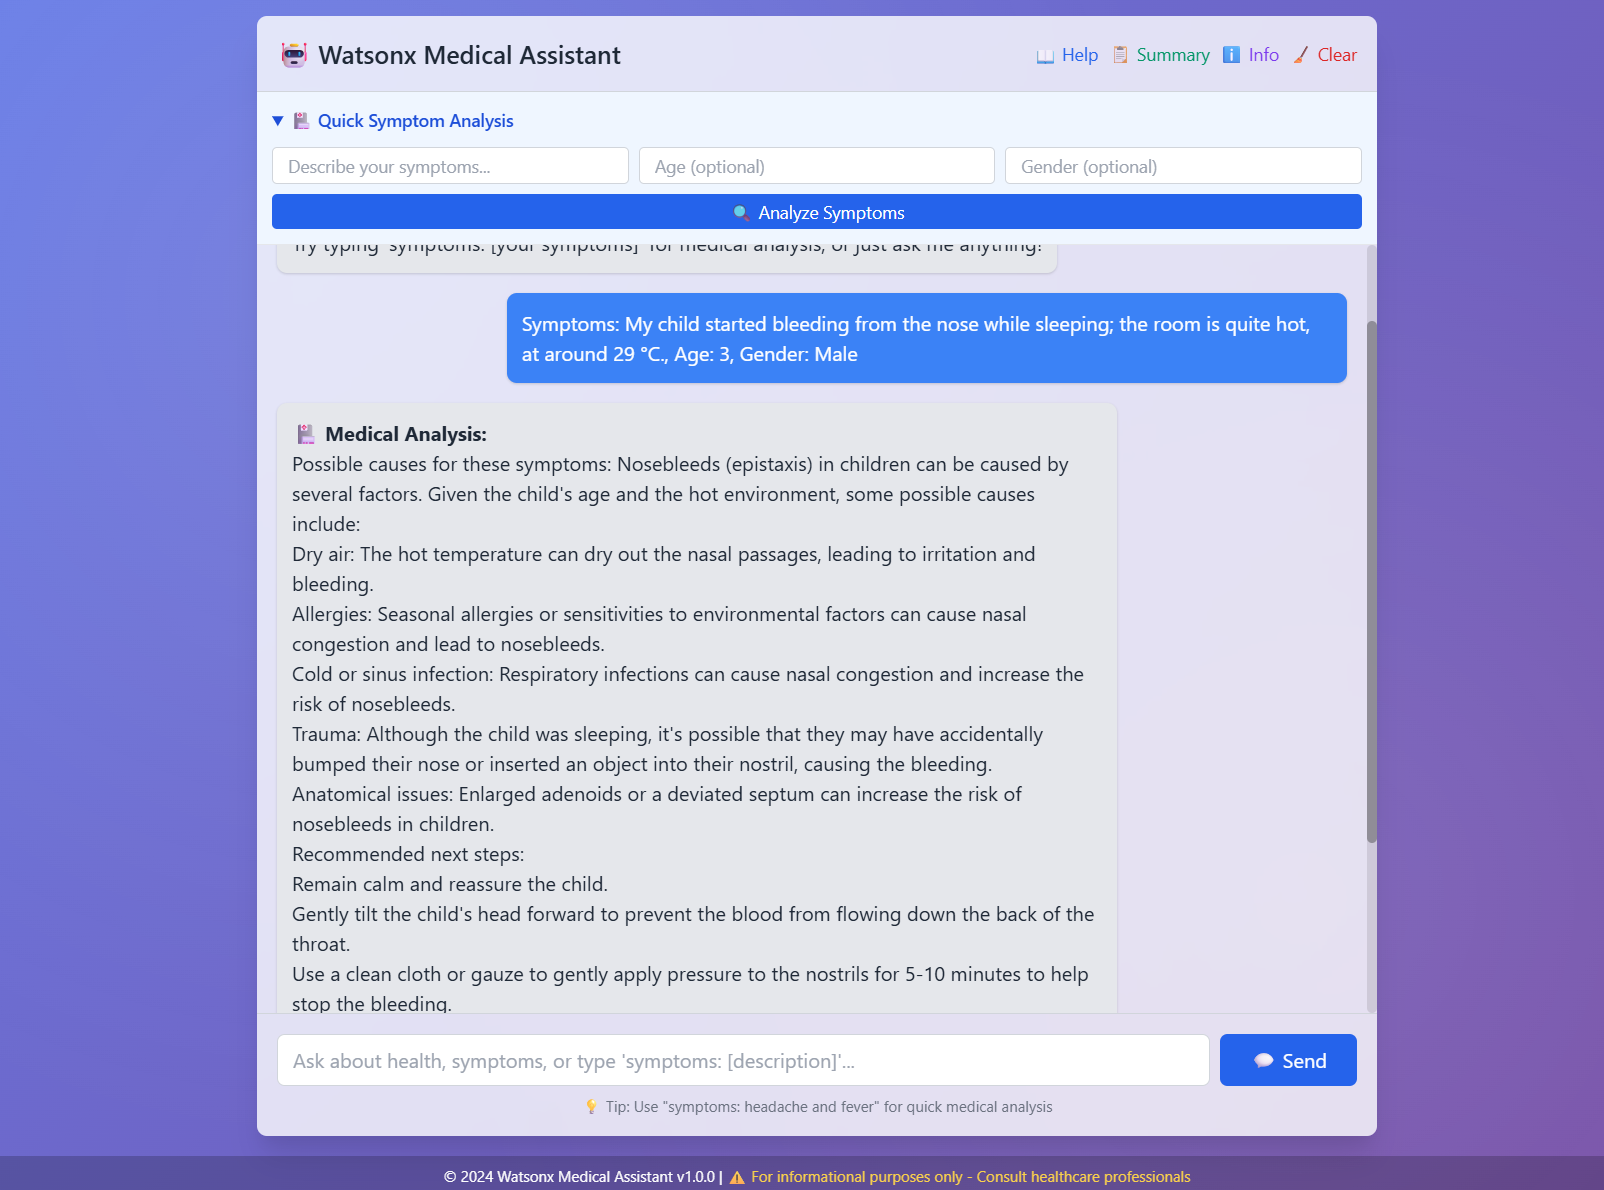 Watsonx Medical Assistant
Help Summary Info Clear
Quick Symptom Analysis
Describe your symptoms... Age (optional) Gender (optional)
Analyze Symptoms
Try typing 'symptoms: [your symptoms]' for medical analysis, or just ask me anything!
Symptoms: My child started bleeding from the nose while sleeping; the room is quite hot,
at around 29 °C., Age: 3, Gender: Male
Medical Analysis:
Possible causes for these symptoms: Nosebleeds (epistaxis) in children can be caused by
several factors. Given the child's age and the hot environment, some possible causes
include:
Dry air: The hot temperature can dry out the nasal passages, leading to irritation and
bleeding.
Allergies: Seasonal allergies or sensitivities to environmental factors can cause nasal
congestion and lead to nosebleeds.
Cold or sinus infection: Respiratory infections can cause nasal congestion and increase the
risk of nosebleeds.
Trauma: Although the child was sleeping, it's possible that they may have accidentally
bumped their nose or inserted an object into their nostril, causing the bleeding.
Anatomical issues: Enlarged adenoids or a deviated septum can increase the risk of
nosebleeds in children.
Recommended next steps:
Remain calm and reassure the child.
Gently tilt the child's head forward to prevent the blood from flowing down the back of the
throat.
Use a clean cloth or gauze to gently apply pressure to the nostrils for 5-10 minutes to help
stop the bleeding.
Ask about health, symptoms, or type 'symptoms: [description]'...
Send
Tip: Use "symptoms: headache and fever" for quick medical analysis
© 2024 Watsonx Medical Assistant v1.0.0 | For informational purposes only - Consult healthcare professionals